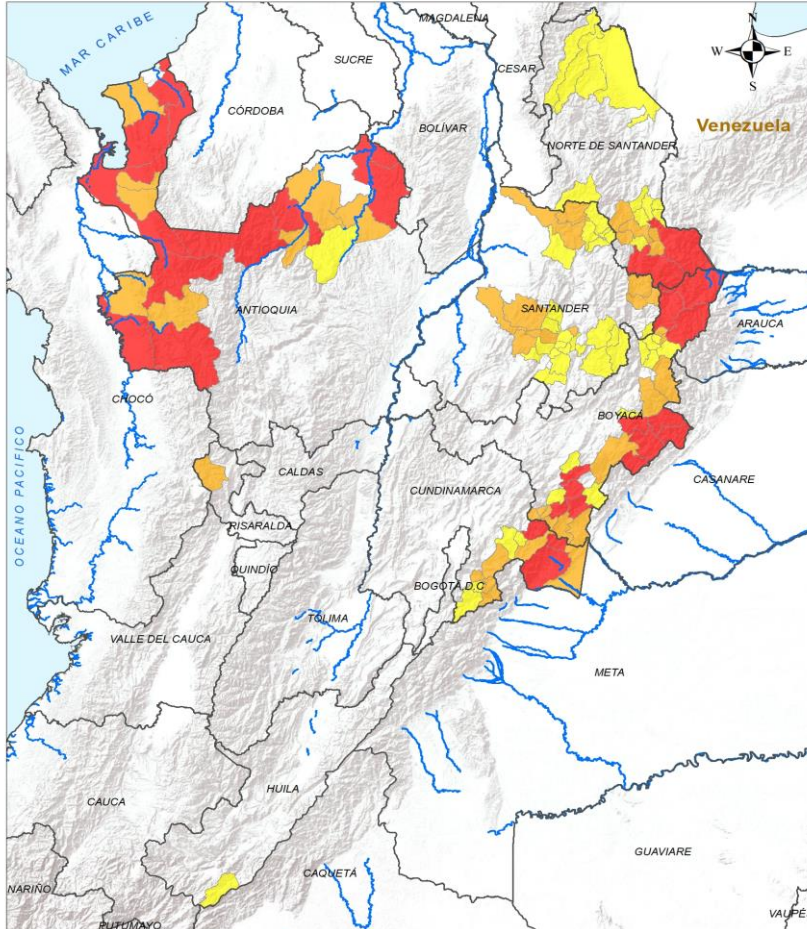 MAGDALENA
MAR CARIBE
SUCRE
CESAR
N
W E
S
CÓRDOBA
BOLÍVAR
Venezuela
NORTE DE SANTANDER
ANTIOQUIA
SANTANDER
ARAUCA
CHOCÓ
BOYACÁ
OCEANO PACIFICO
CALDAS
CUNDINAMARCA
CASANARE
RISARALDA
QUINDÍO
BOGOTÁ, D.C
TOLIMA
VALLE DEL CAUCA
META
HUILA
CAUCA
GUAVIARE
NARIÑO
CAQUETÁ
PUTUMAYO
VAUPÉ